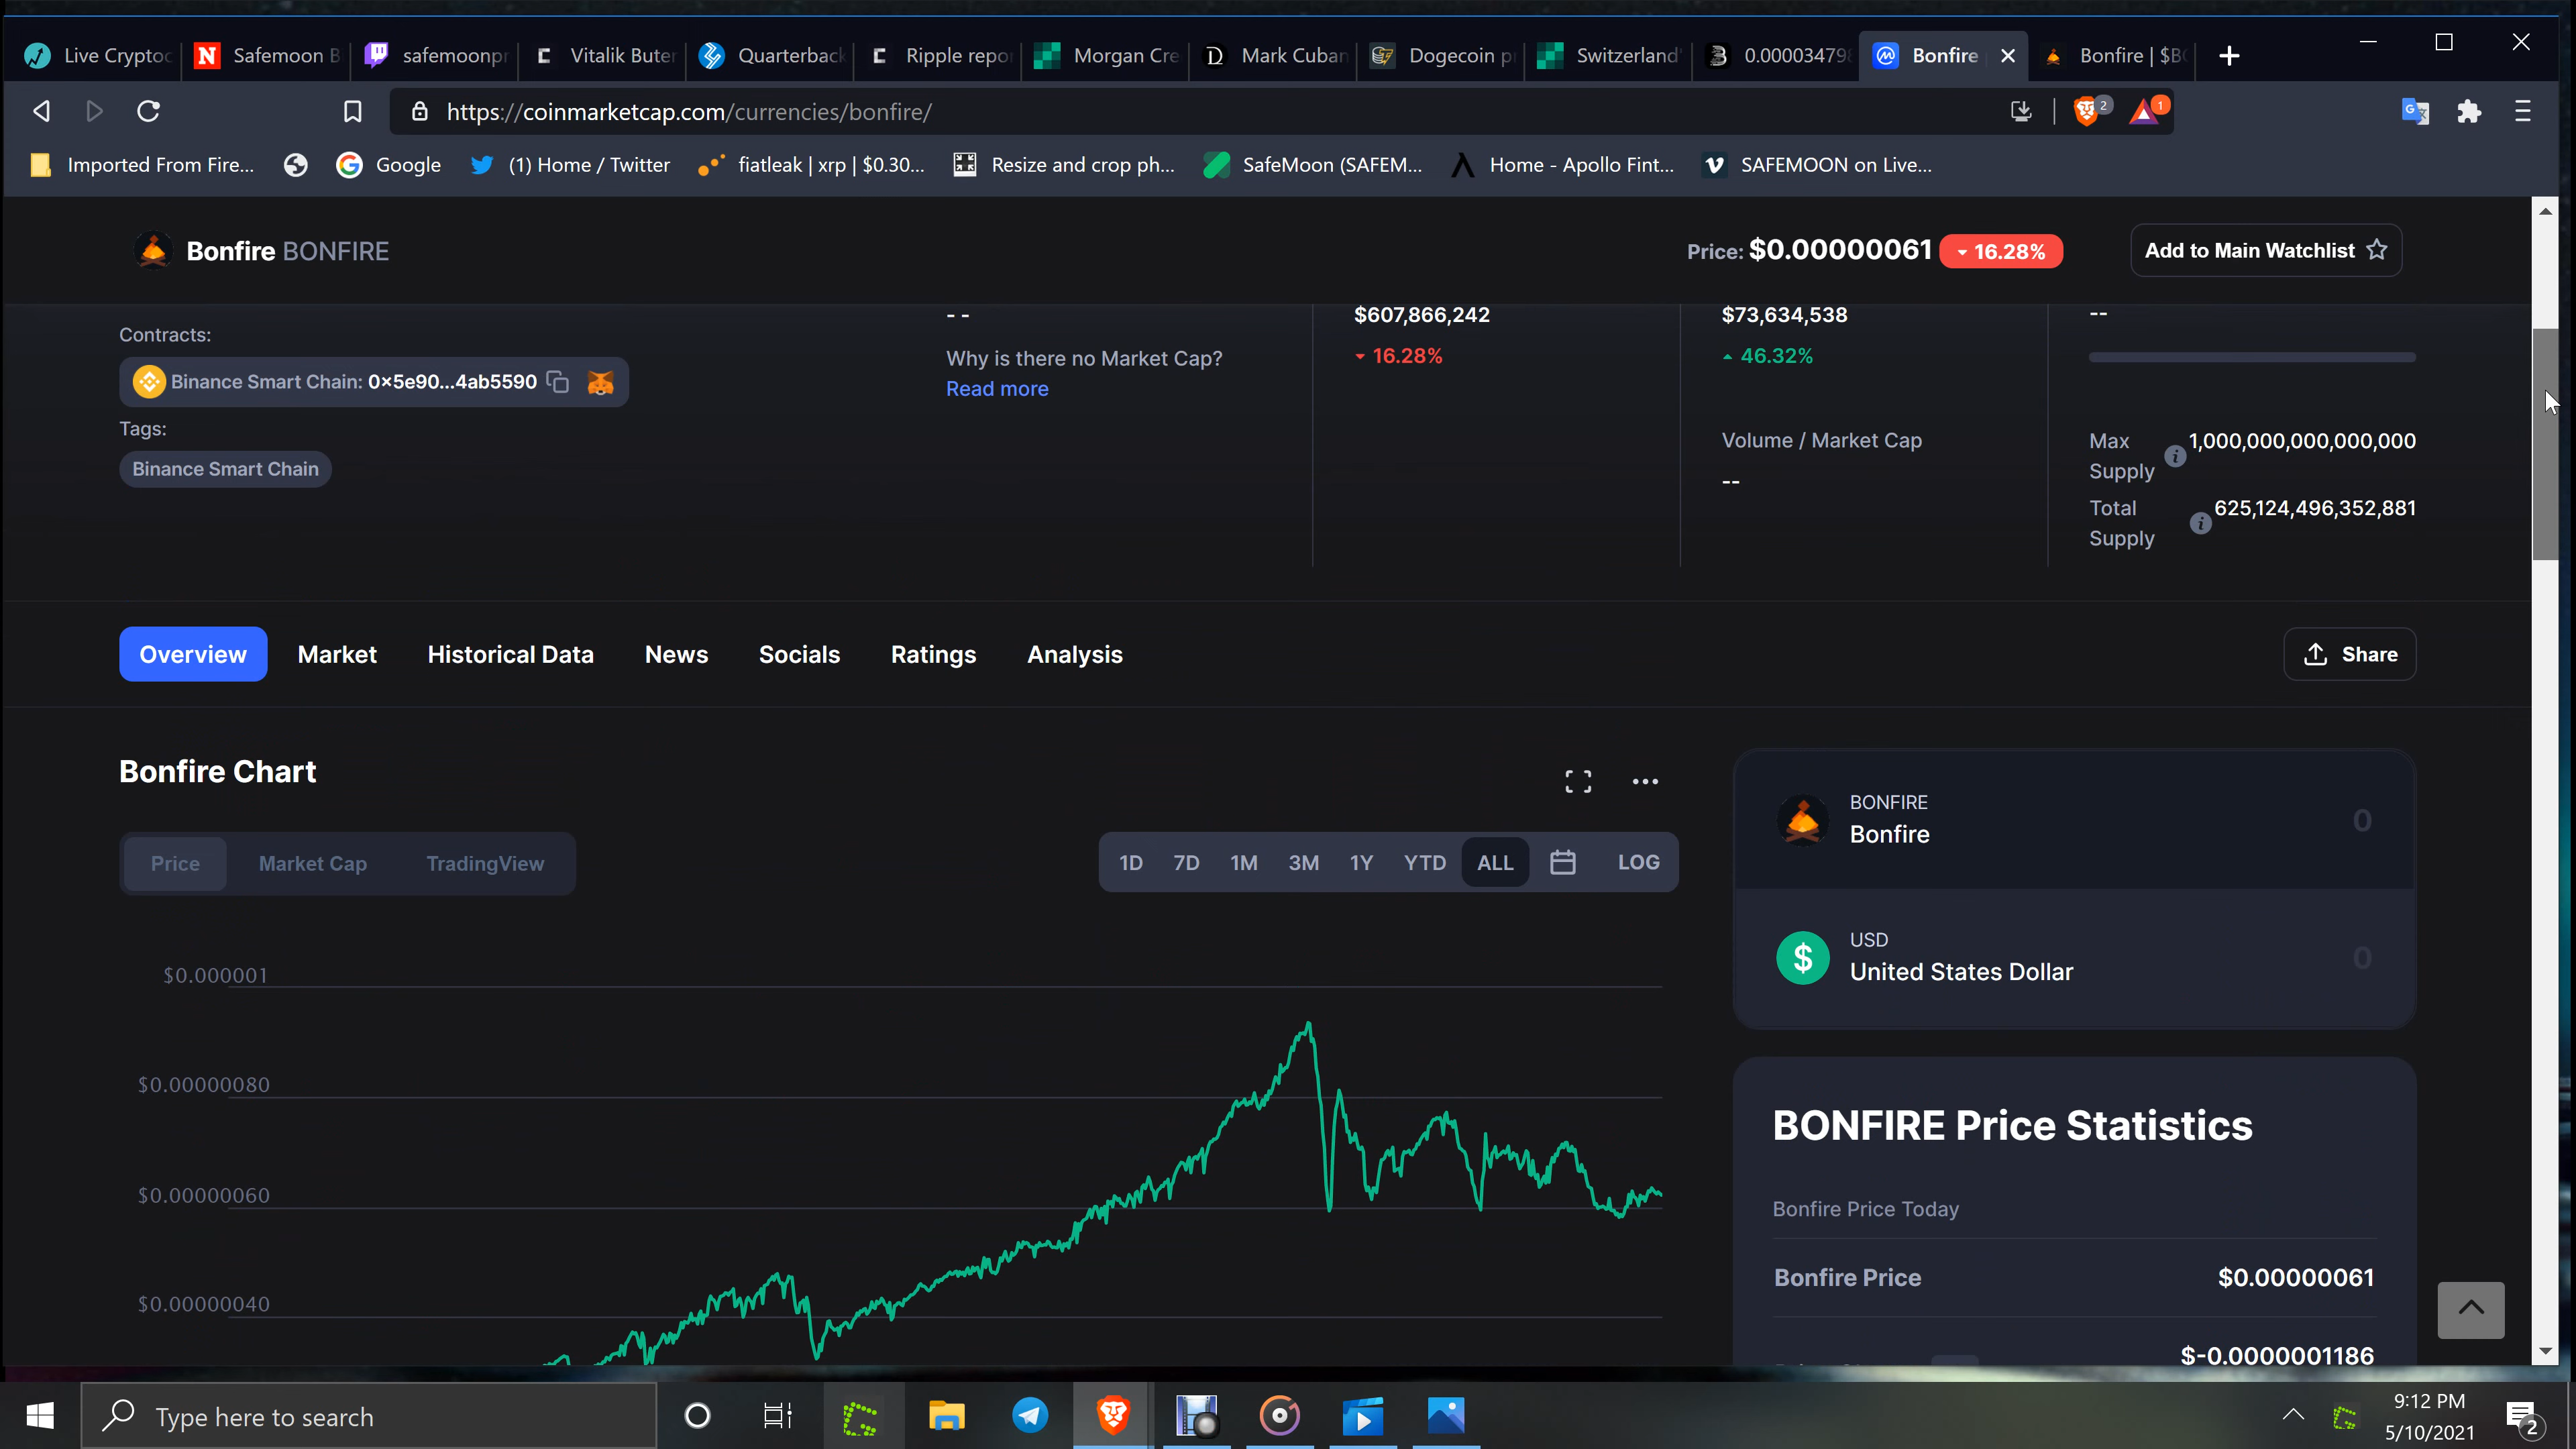 Live Cryptoc
Safemoon B
safemoonpr
Vitalik Buter
Quarterback
Ripple repo
Morgan Cre
Mark Cuban
Dogecoin p
Switzerland'
0.000034798
Bonfire
Bonfire | $B
https://coinmarketcap.com/currencies/bonfire/
2
1
Imported From Fire...
Google
(1) Home / Twitter
fiatleak | xrp | $0.30...
Resize and crop ph...
SafeMoon (SAFEM...
Home - Apollo Fint...
SAFEMOON on Live...
Bonfire BONFIRE
Price: $0.00000061
16.28%
Add to Main Watchlist
Contracts:
Binance Smart Chain: 0x5e90...4ab5590
Tags:
Binance Smart Chain
- -
Why is there no Market Cap?
Read more
$607,866,242
16.28%
$73,634,538
46.32%
Volume / Market Cap
--
--
Max Supply
1,000,000,000,000,000
Total Supply
625,124,496,352,881
Overview
Market
Historical Data
News
Socials
Ratings
Analysis
Share
Bonfire Chart
Price
Market Cap
TradingView
1D
7D
1M
3M
1Y
YTD
ALL
LOG
$0.000001
$0.00000080
$0.00000060
$0.00000040
BONFIRE
Bonfire
0
USD
United States Dollar
0
BONFIRE Price Statistics
Bonfire Price Today
Bonfire Price
$0.00000061
$-0.0000001186
Type here to search
9:12 PM
5/10/2021
2